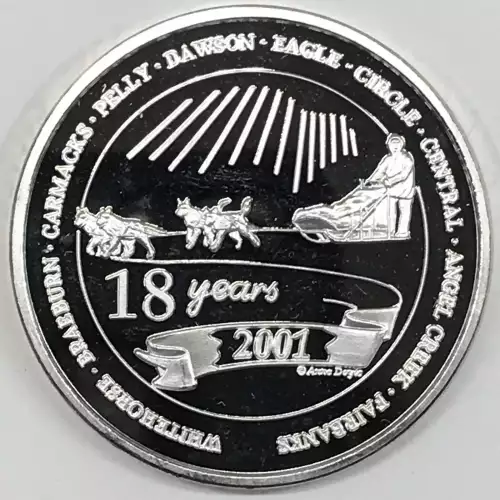 WHITEHORSE · BRAEBURN · CARMACKS · PELLY · DAWSON · EAGLE · CIRCLE · CENTRAL · ANGEL CREEK · FAIRBANKS
18 years
2001
©